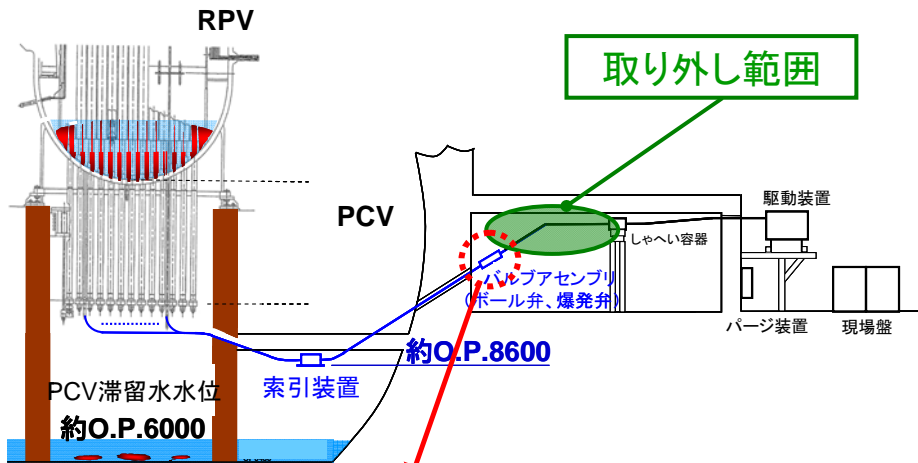 RPV
取り外し範囲
駆動装置
PCV
しゃへい容器
バルブアセンブリ
(ボール弁、爆発弁)
パージ装置
現場盤
約O.P.8600
索引装置
PCV滞留水水位
約O.P.6000